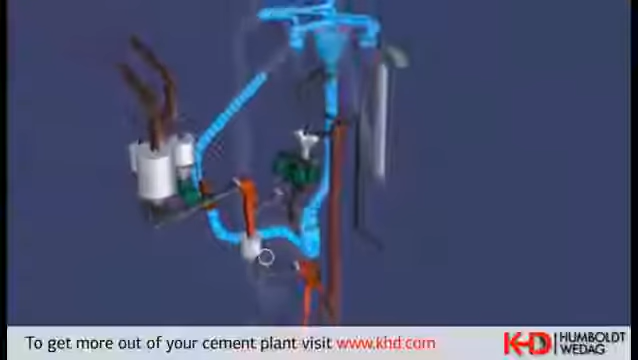 To get more out of your cement plant visit www.khd.com
KHD
HUMBOLDT
WEDAG